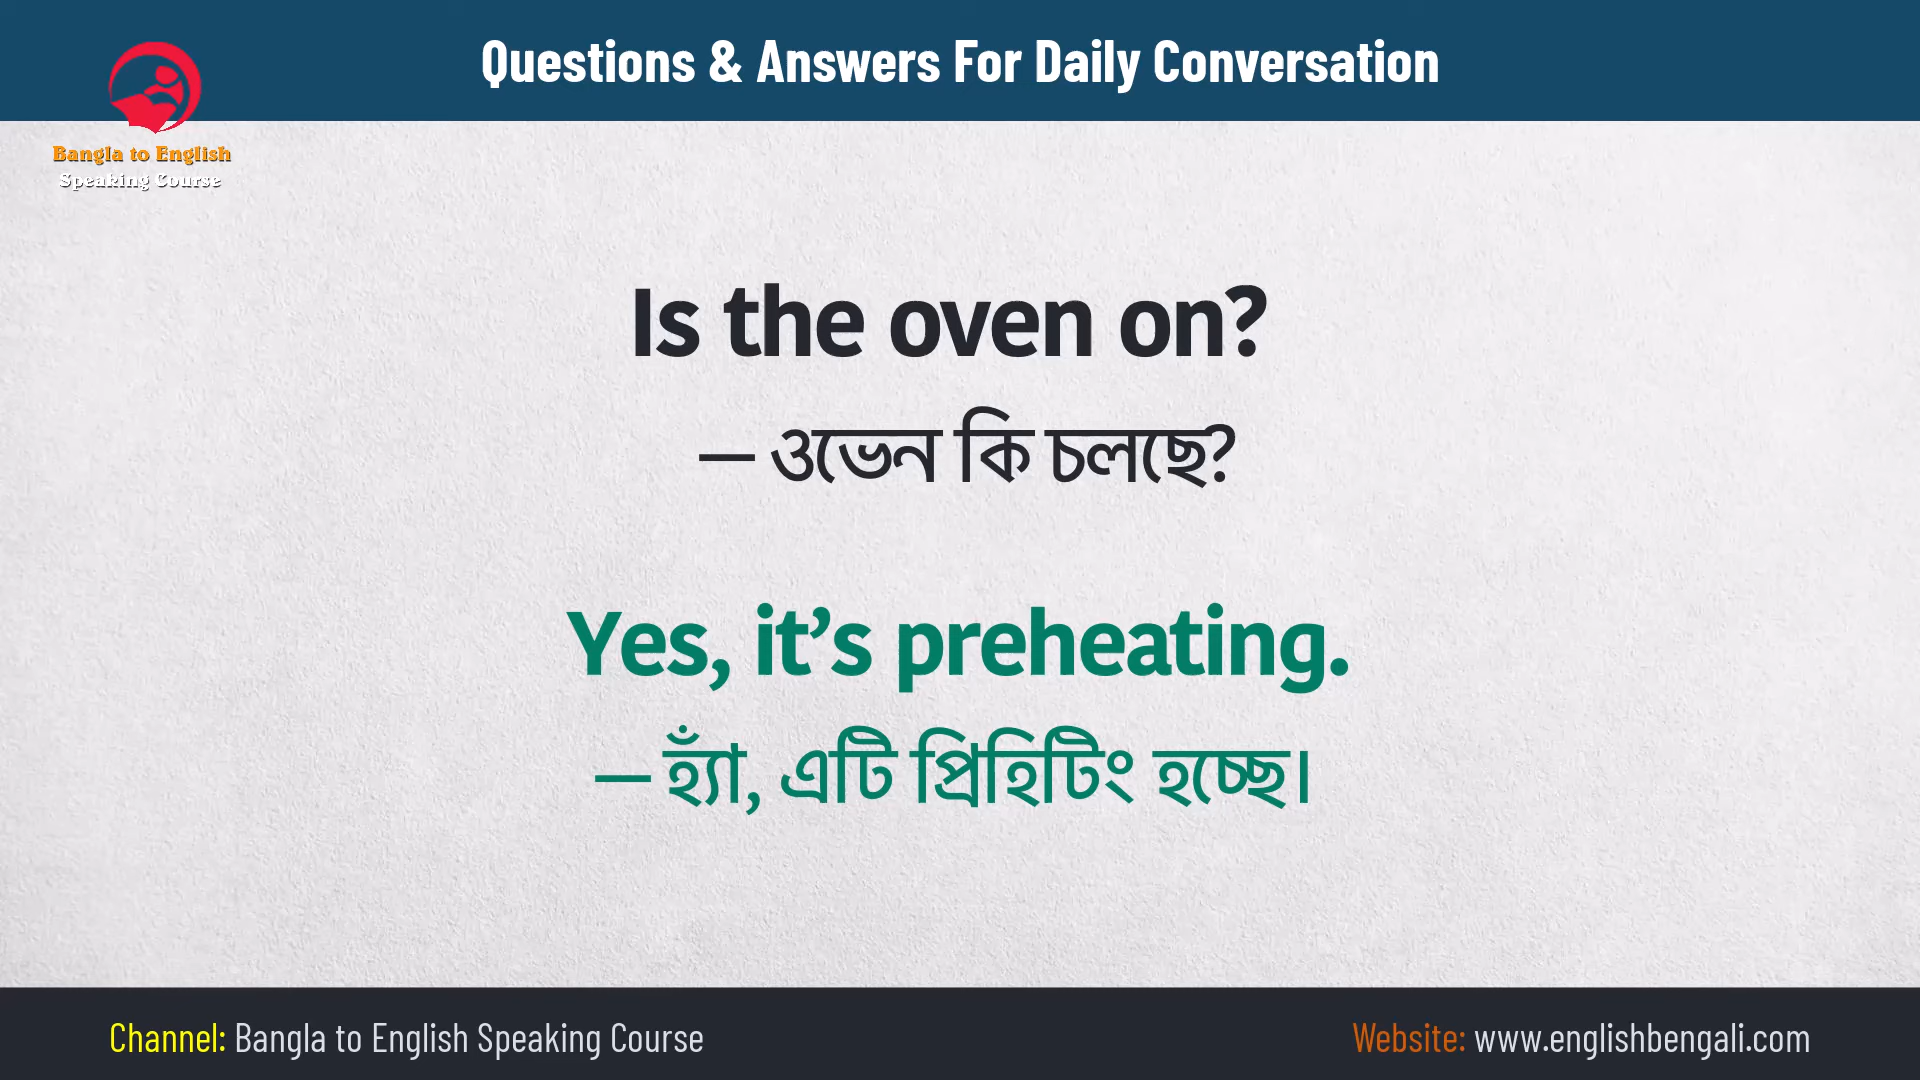 Questions & Answers For Daily Conversation
Bangla to English
Speaking Course
Is the oven on?
– ওভেন কি চলছে?
Yes, it’s preheating.
– হ্যাঁ, এটি প্রিহিটিং হচ্ছে।
Channel: Bangla to English Speaking Course
Website: www.englishbengali.com